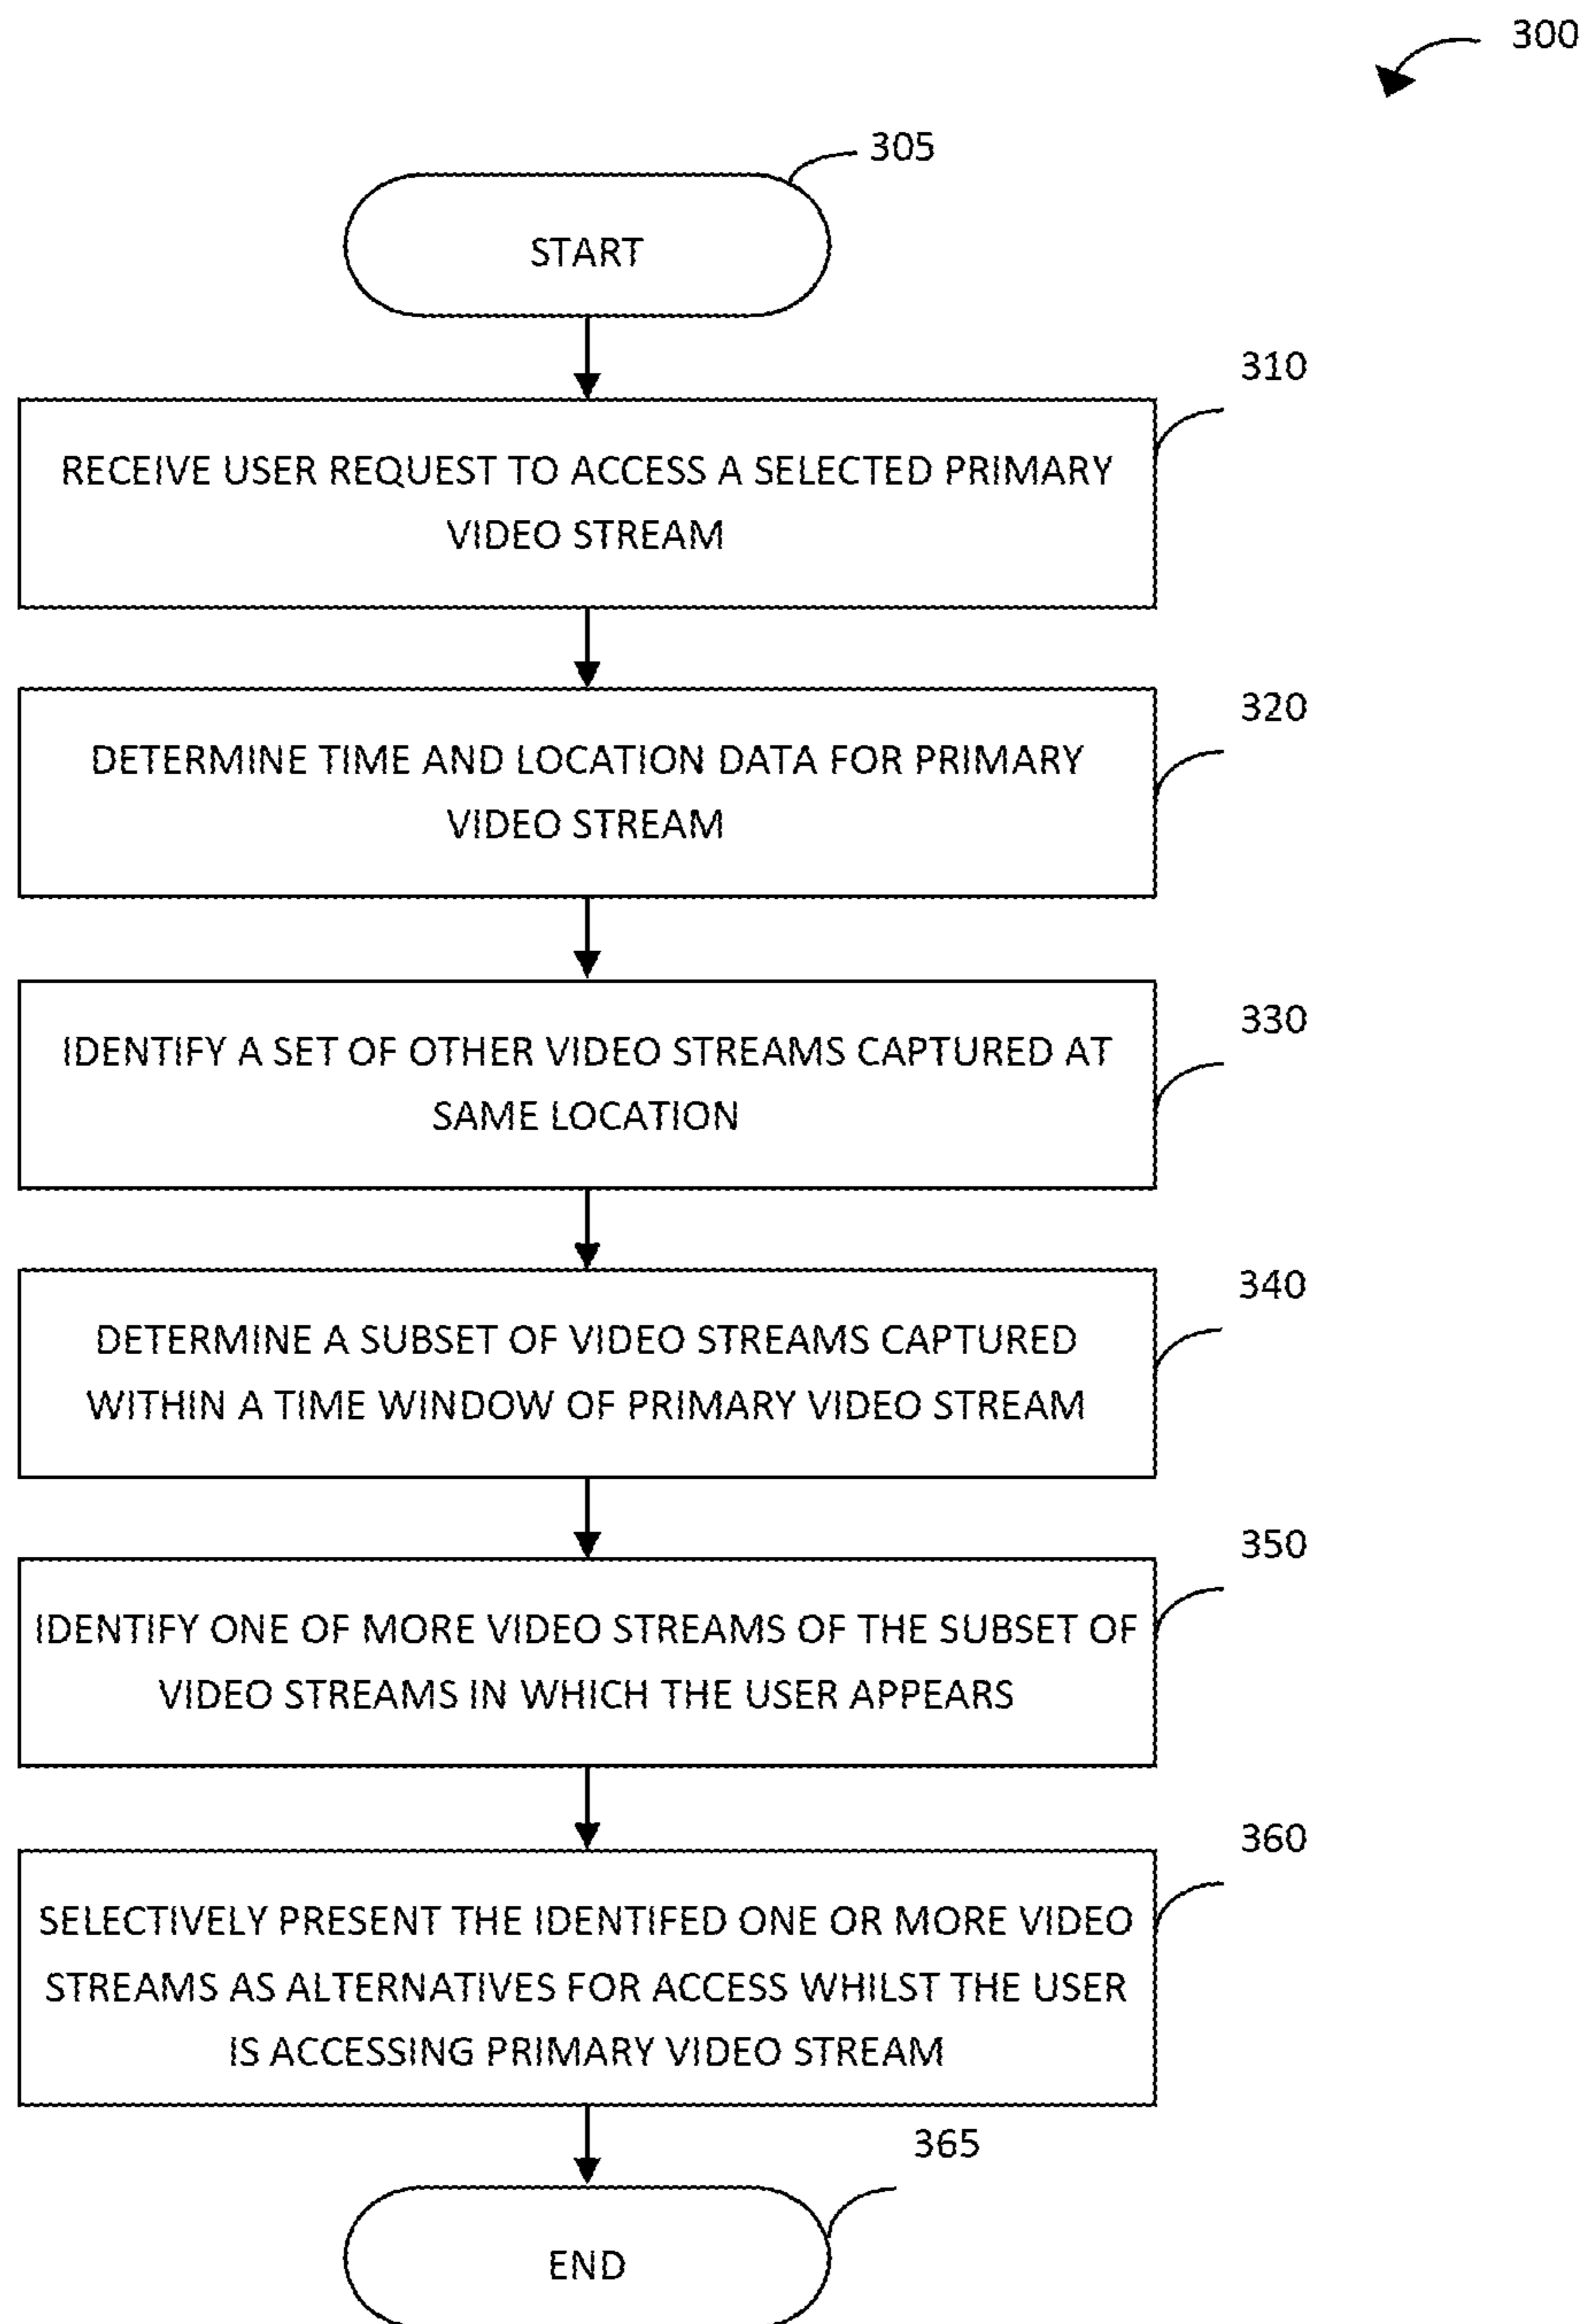 300
305
START
310
RECEIVE USER REQUEST TO ACCESS A SELECTED PRIMARY
VIDEO STREAM
320
DETERMINE TIME AND LOCATION DATA FOR PRIMARY
VIDEO STREAM
330
IDENTIFY A SET OF OTHER VIDEO STREAMS CAPTURED AT
SAME LOCATION
340
DETERMINE A SUBSET OF VIDEO STREAMS CAPTURED
WITHIN A TIME WINDOW OF PRIMARY VIDEO STREAM
350
IDENTIFY ONE OF MORE VIDEO STREAMS OF THE SUBSET OF
VIDEO STREAMS IN WHICH THE USER APPEARS
360
SELECTIVELY PRESENT THE IDENTIFED ONE OR MORE VIDEO
STREAMS AS ALTERNATIVES FOR ACCESS WHILST THE USER
IS ACCESSING PRIMARY VIDEO STREAM
365
END